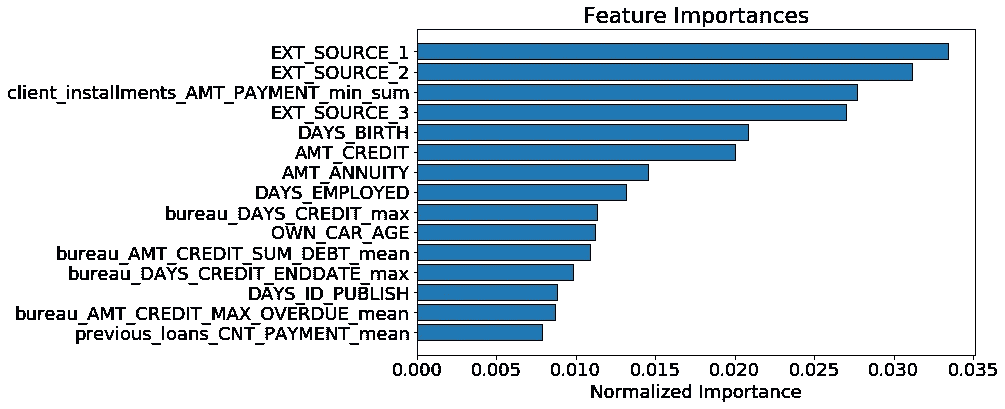 Feature Importances
EXT_SOURCE_1
EXT_SOURCE_2
client_installments_AMT_PAYMENT_min_sum
EXT_SOURCE_3
DAYS_BIRTH
AMT_CREDIT
AMT_ANNUITY
DAYS_EMPLOYED
bureau_DAYS_CREDIT_max
OWN_CAR_AGE
bureau_AMT_CREDIT_SUM_DEBT_mean
bureau_DAYS_CREDIT_ENDDATE_max
DAYS_ID_PUBLISH
bureau_AMT_CREDIT_MAX_OVERDUE_mean
previous_loans_CNT_PAYMENT_mean
0.000 0.005 0.010 0.015 0.020 0.025 0.030 0.035
Normalized Importance